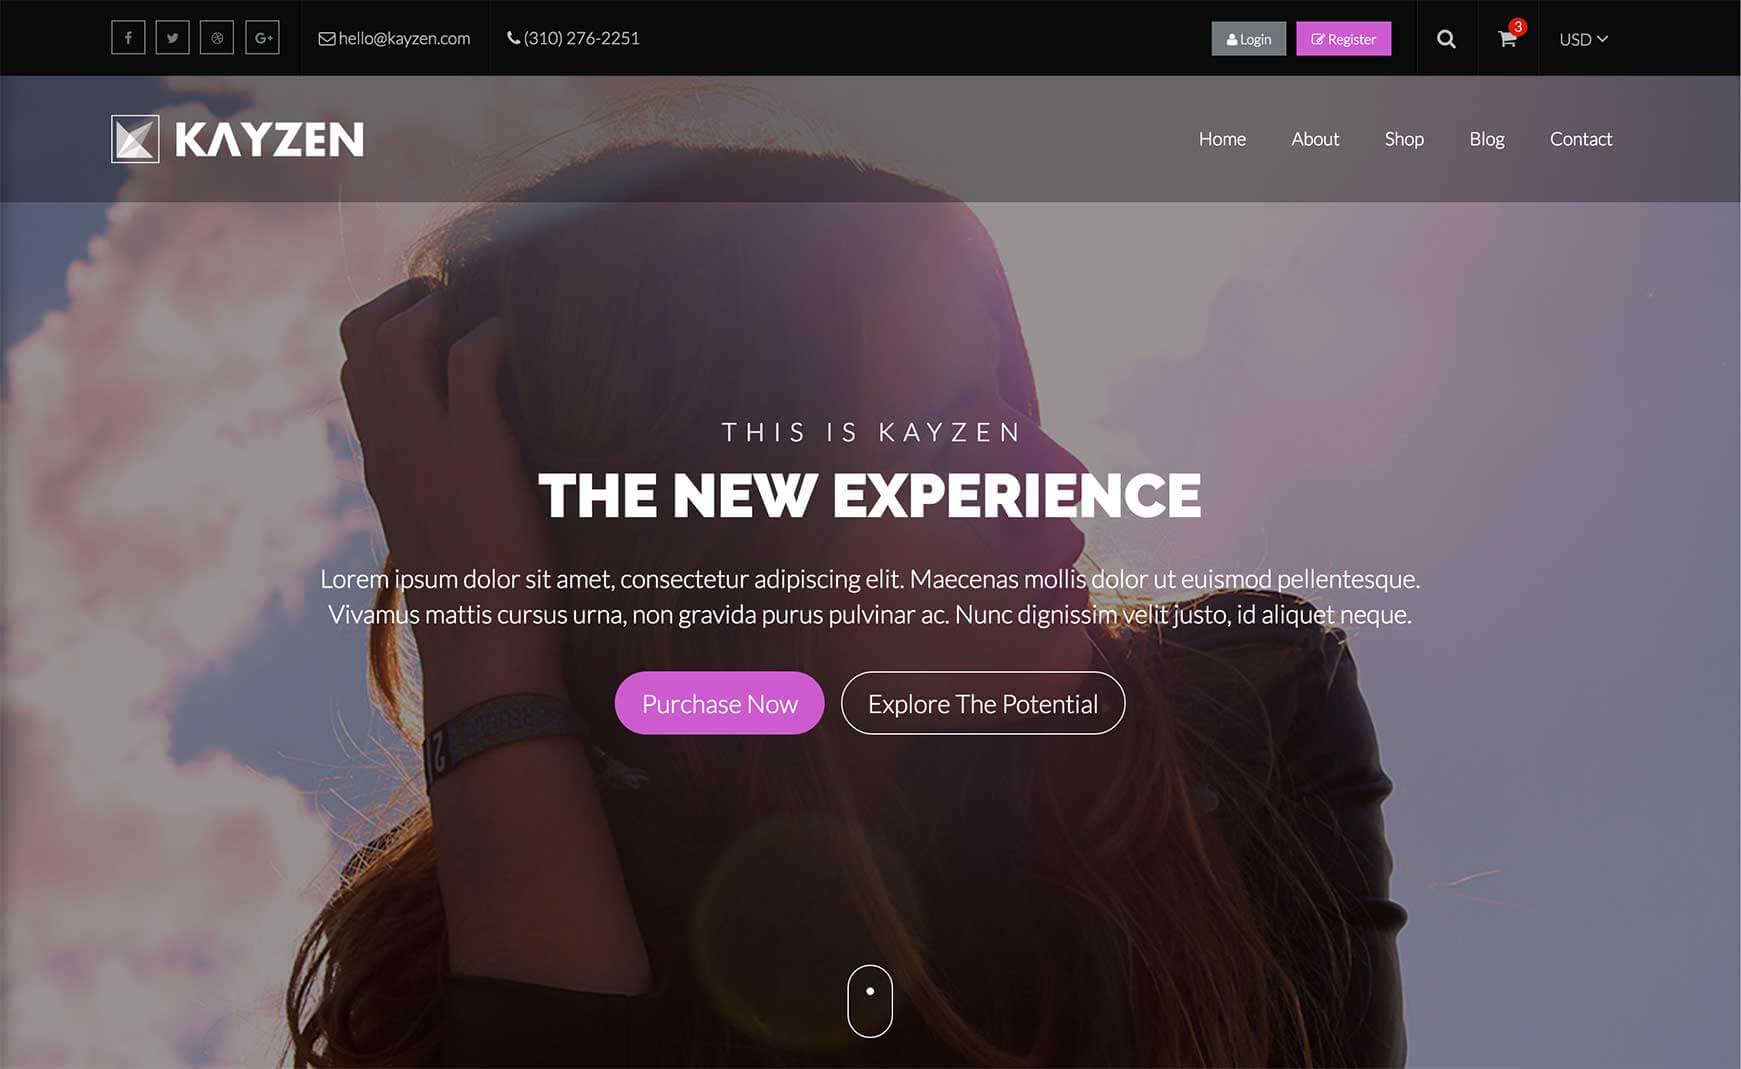 hello@kayzen.com
(310) 276-2251
Login
Register
3
USD
KAYZEN
Home
About
Shop
Blog
Contact
THIS IS KAYZEN
THE NEW EXPERIENCE
Lorem ipsum dolor sit amet, consectetur adipiscing elit. Maecenas mollis dolor ut euismod pellentesque.
Vivamus mattis cursus urna, non gravida purus pulvinar ac. Nunc dignissim velit justo, id aliquet neque.
Purchase Now
Explore The Potential